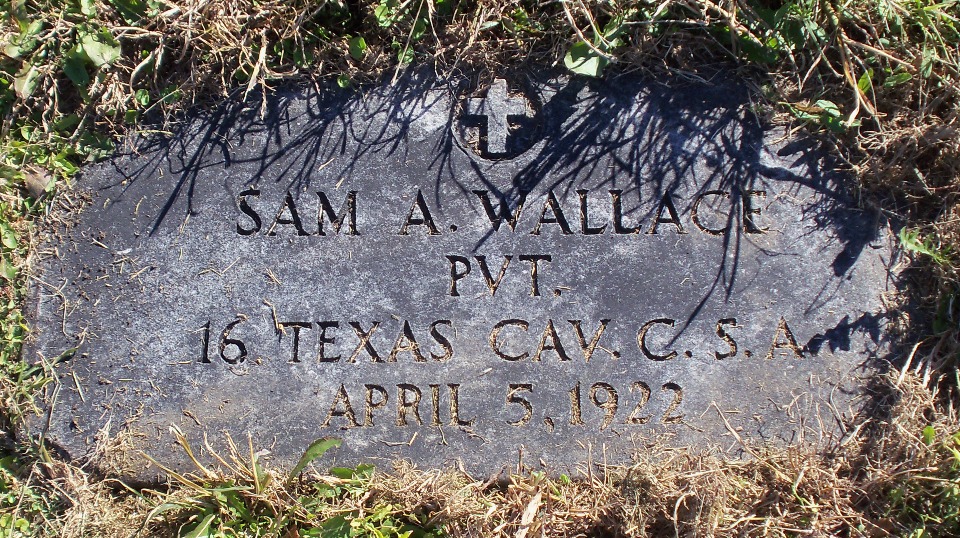 SAM A. WALLACE
PVT.
16 TEXAS CAV. C. S. A.
APRIL 5, 1922